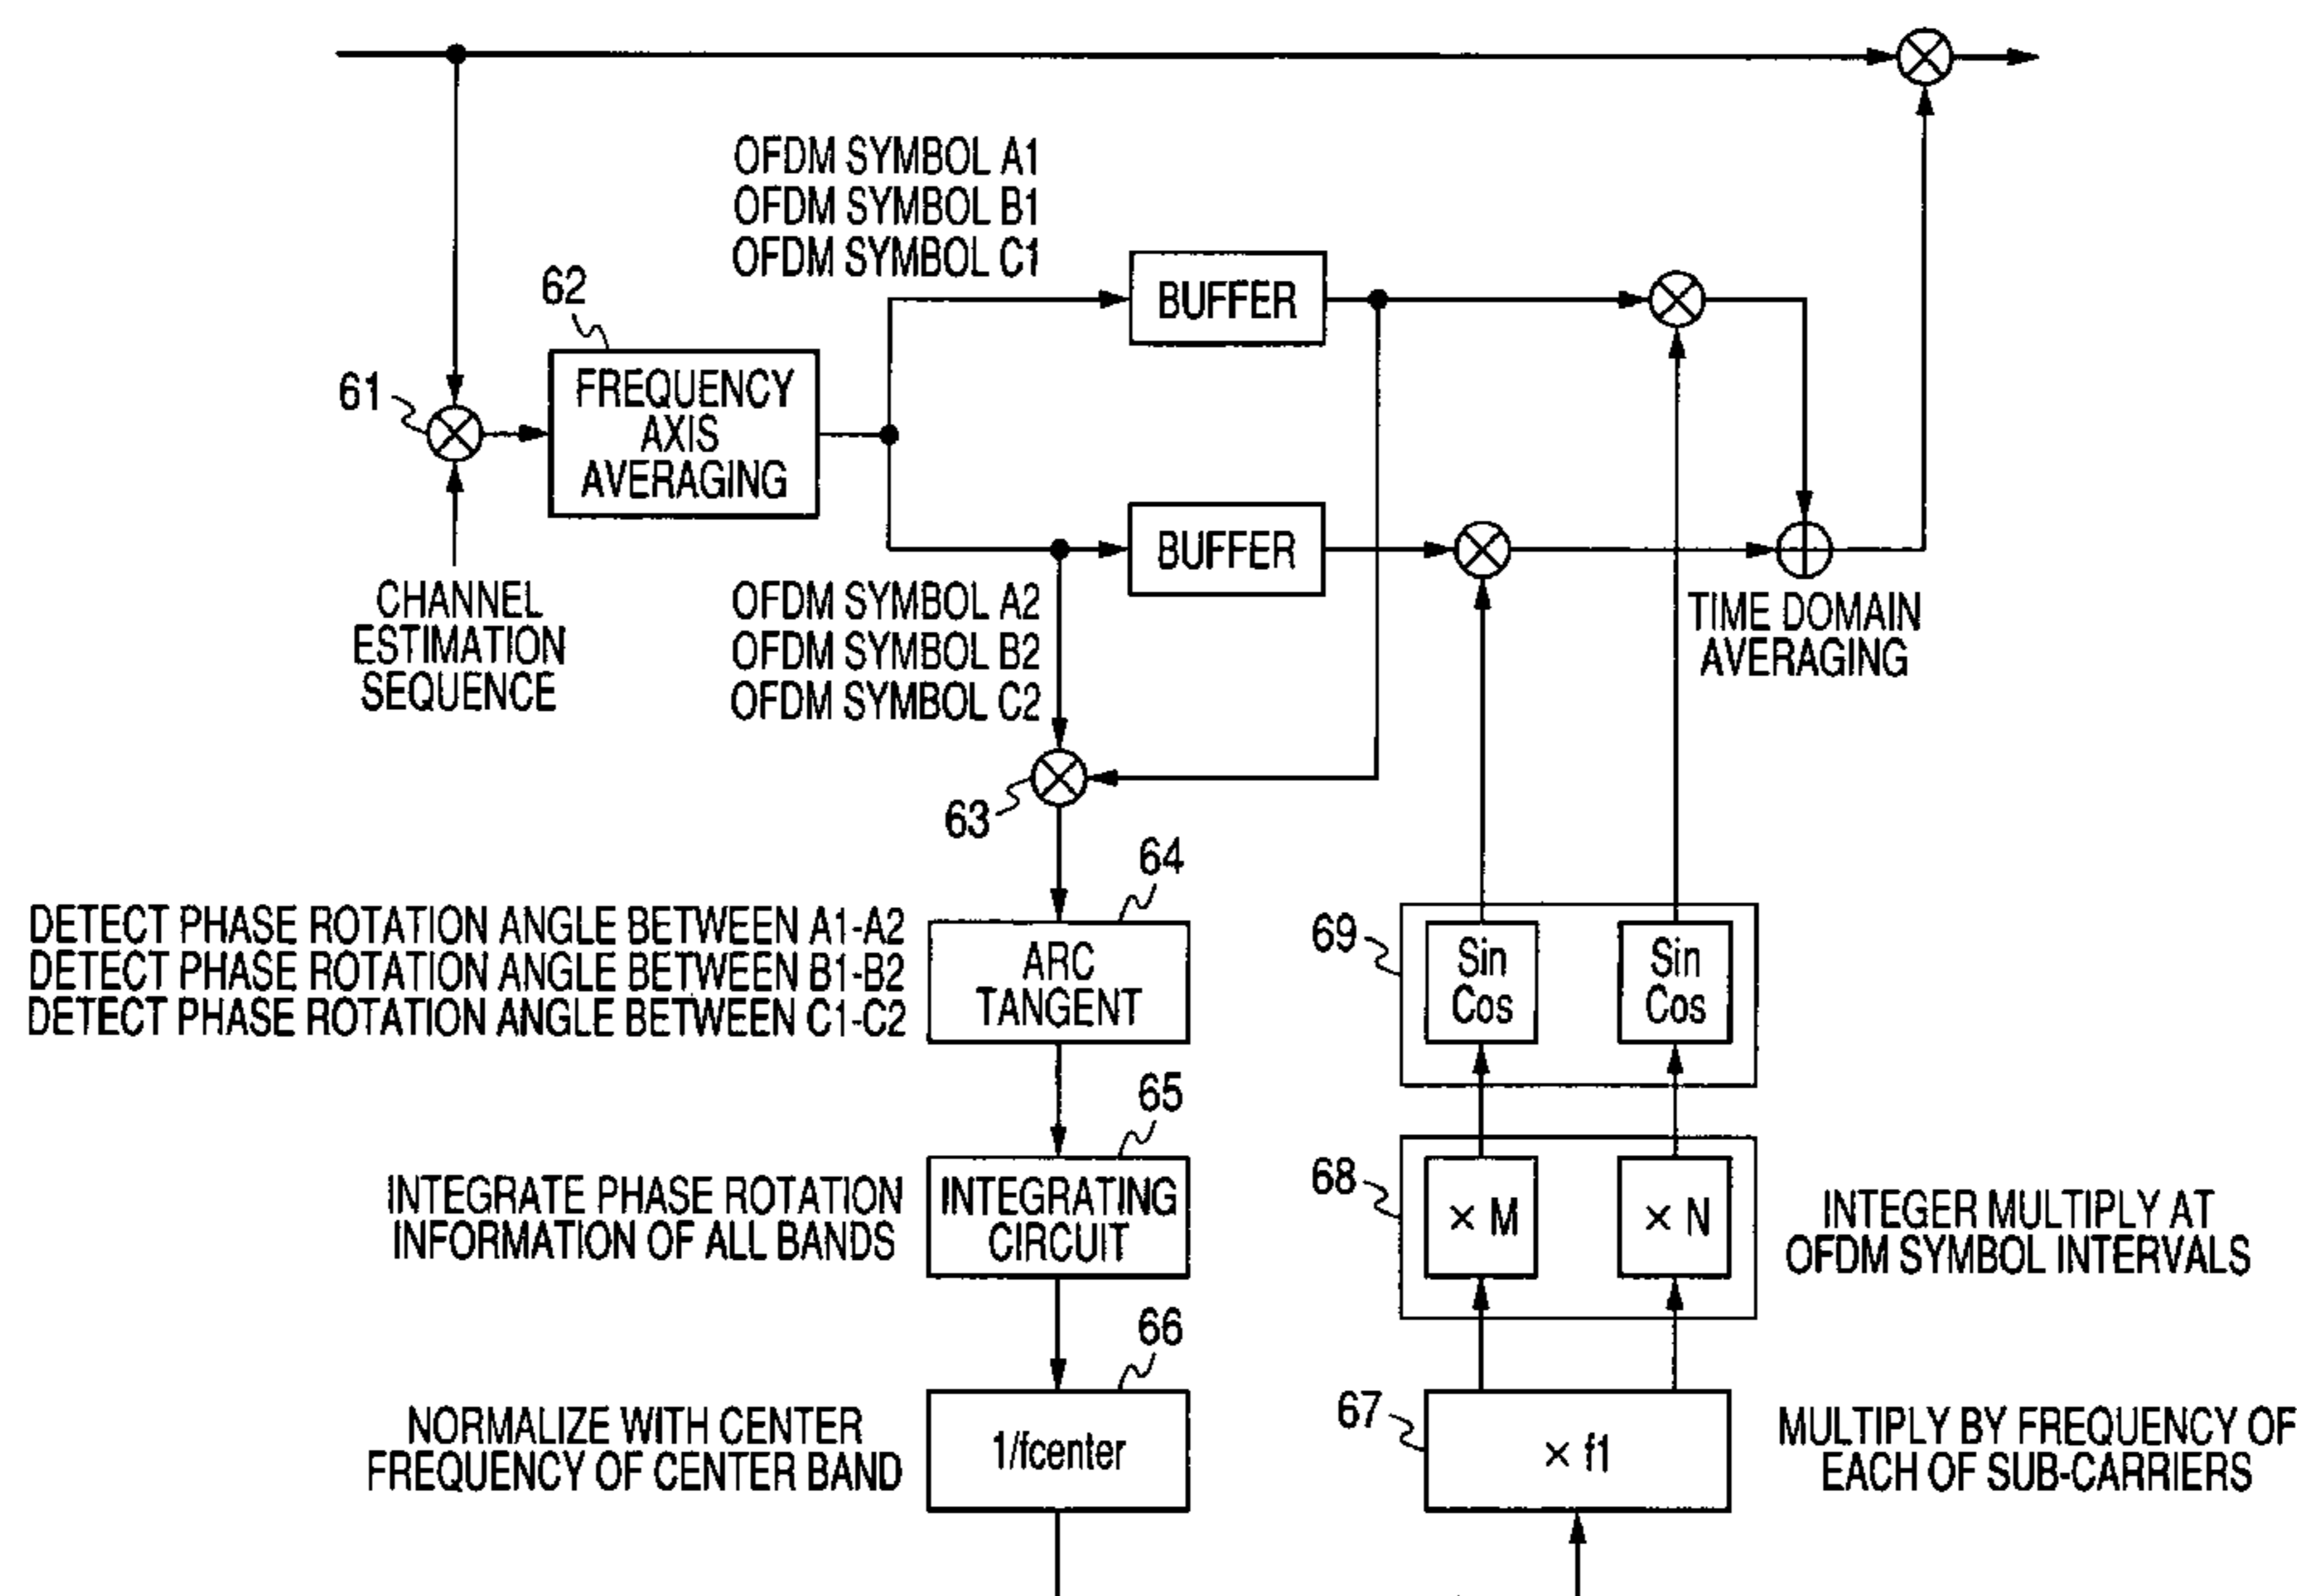 OFDM SYMBOL A1
OFDM SYMBOL B1
OFDM SYMBOL C1
62
BUFFER
61
FREQUENCY
AXIS
AVERAGING
BUFFER
CHANNEL
ESTIMATION
SEQUENCE
OFDM SYMBOL A2
OFDM SYMBOL B2
OFDM SYMBOL C2
TIME DOMAIN
AVERAGING
63
64
DETECT PHASE ROTATION ANGLE BETWEEN A1-A2
DETECT PHASE ROTATION ANGLE BETWEEN B1-B2
DETECT PHASE ROTATION ANGLE BETWEEN C1-C2
ARC
TANGENT
69
Sin
Cos
Sin
Cos
65
INTEGRATE PHASE ROTATION
INFORMATION OF ALL BANDS
INTEGRATING
CIRCUIT
68
× M
× N
INTEGER MULTIPLY AT
OFDM SYMBOL INTERVALS
66
NORMALIZE WITH CENTER
FREQUENCY OF CENTER BAND
1/fcenter
67
× f1
MULTIPLY BY FREQUENCY OF
EACH OF SUB-CARRIERS